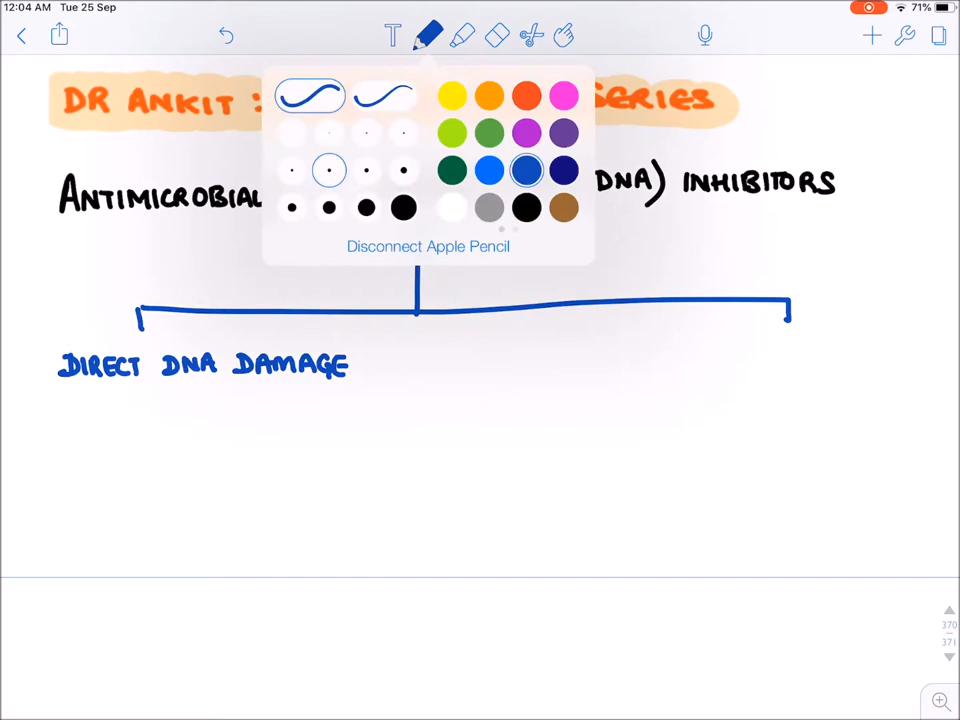 12:04 AM Tue 25 Sep 71%
T
DR ANKIT : SERIES
ANTIMICROBIAL DNA) INHIBITORS
Disconnect Apple Pencil
DIRECT DNA DAMAGE
370
371